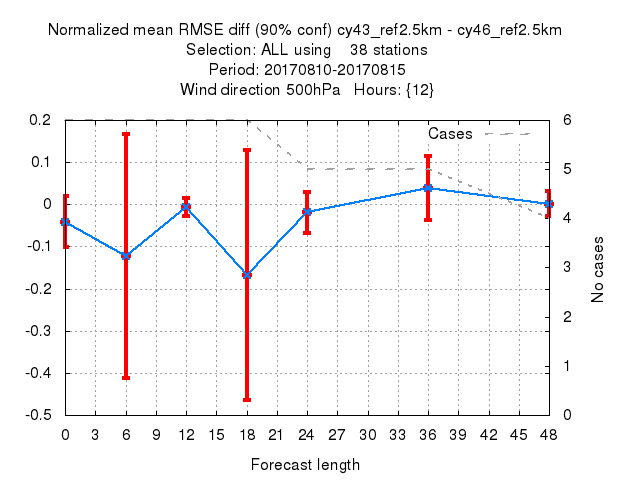 Normalized mean RMSE diff (90% conf) cy43_ref2.5km - cy46_ref2.5km
Selection: ALL using    38 stations
Period: 20170810-20170815
Wind direction 500hPa   Hours: {12}
Cases
0.2
0.1
0
-0.1
-0.2
-0.3
-0.4
-0.5
6
5
4
3
2
1
0
No cases
0 3 6 9 12 15 18 21 24 27 30 33 36 39 42 45 48
Forecast length